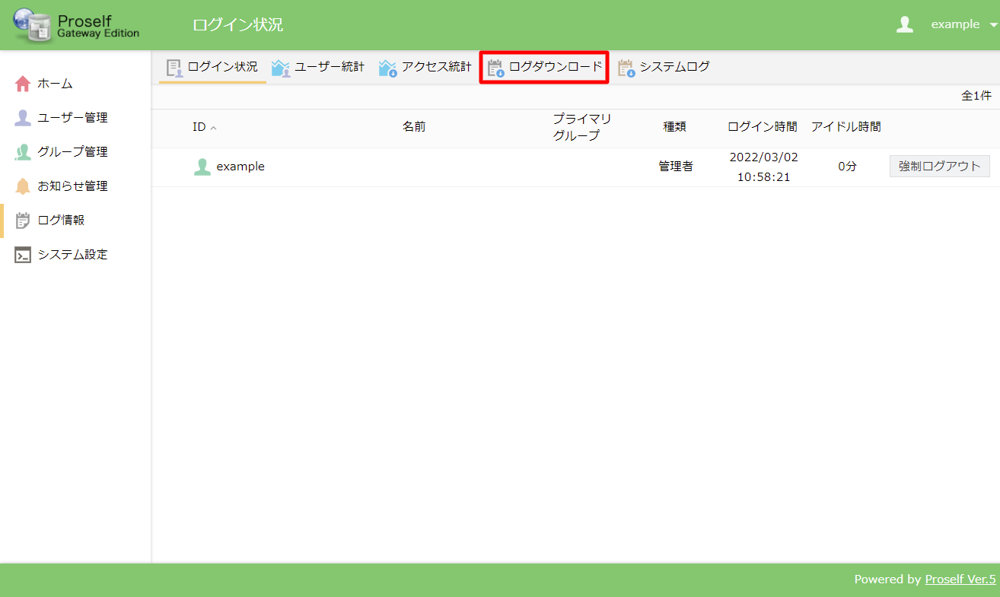 Proself
Gateway Edition
ログイン状況
example
ログイン状況
ユーザー統計
アクセス統計
ログダウンロード
システムログ
ホーム
ユーザー管理
グループ管理
お知らせ管理
ログ情報
システム設定
全1件
ID
名前
プライマリ
グループ
種類
ログイン時間
アイドル時間
example
管理者
2022/03/02
10:58:21
0分
強制ログアウト
Powered by Proself Ver.5